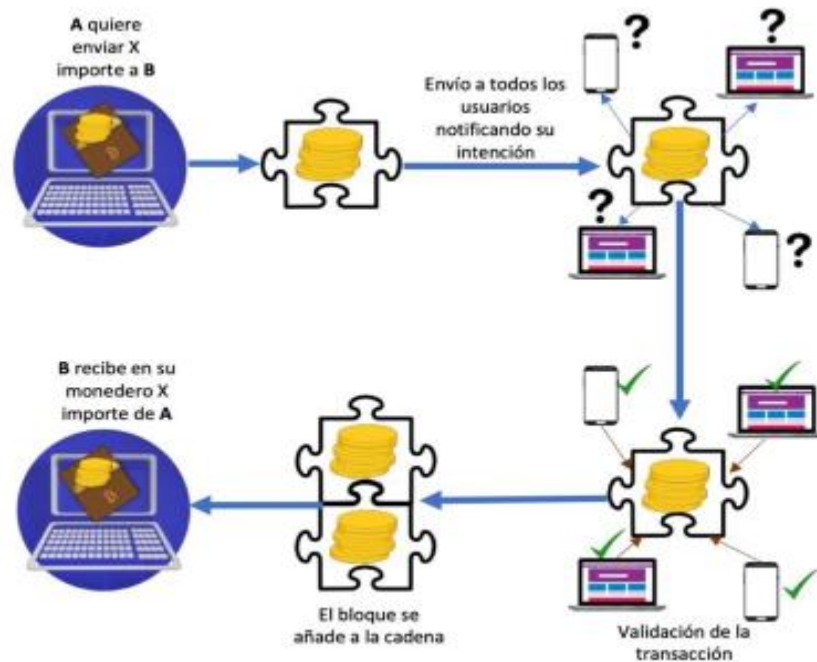 A quiere
enviar X
importe a B
Envío a todos los
usuarios
notificando su
intención
?
?
?
?
B recibe en su
monedero X
importe de A
El bloque se
añade a la cadena
Validación de la
transacción